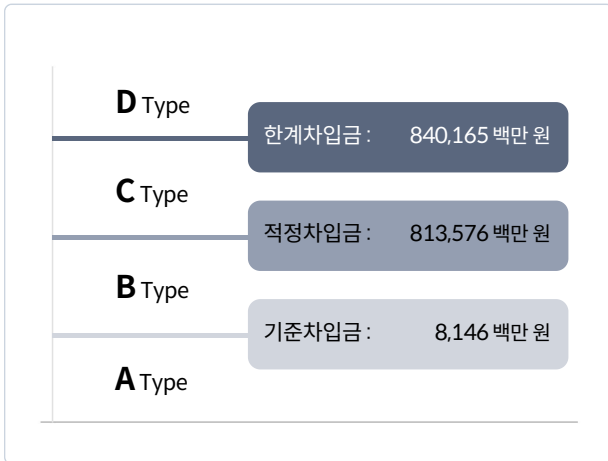 D Type
한계차입금 : 840,165 백만 원
C Type
적정차입금 : 813,576 백만 원
B Type
기준차입금 : 8,146 백만 원
A Type